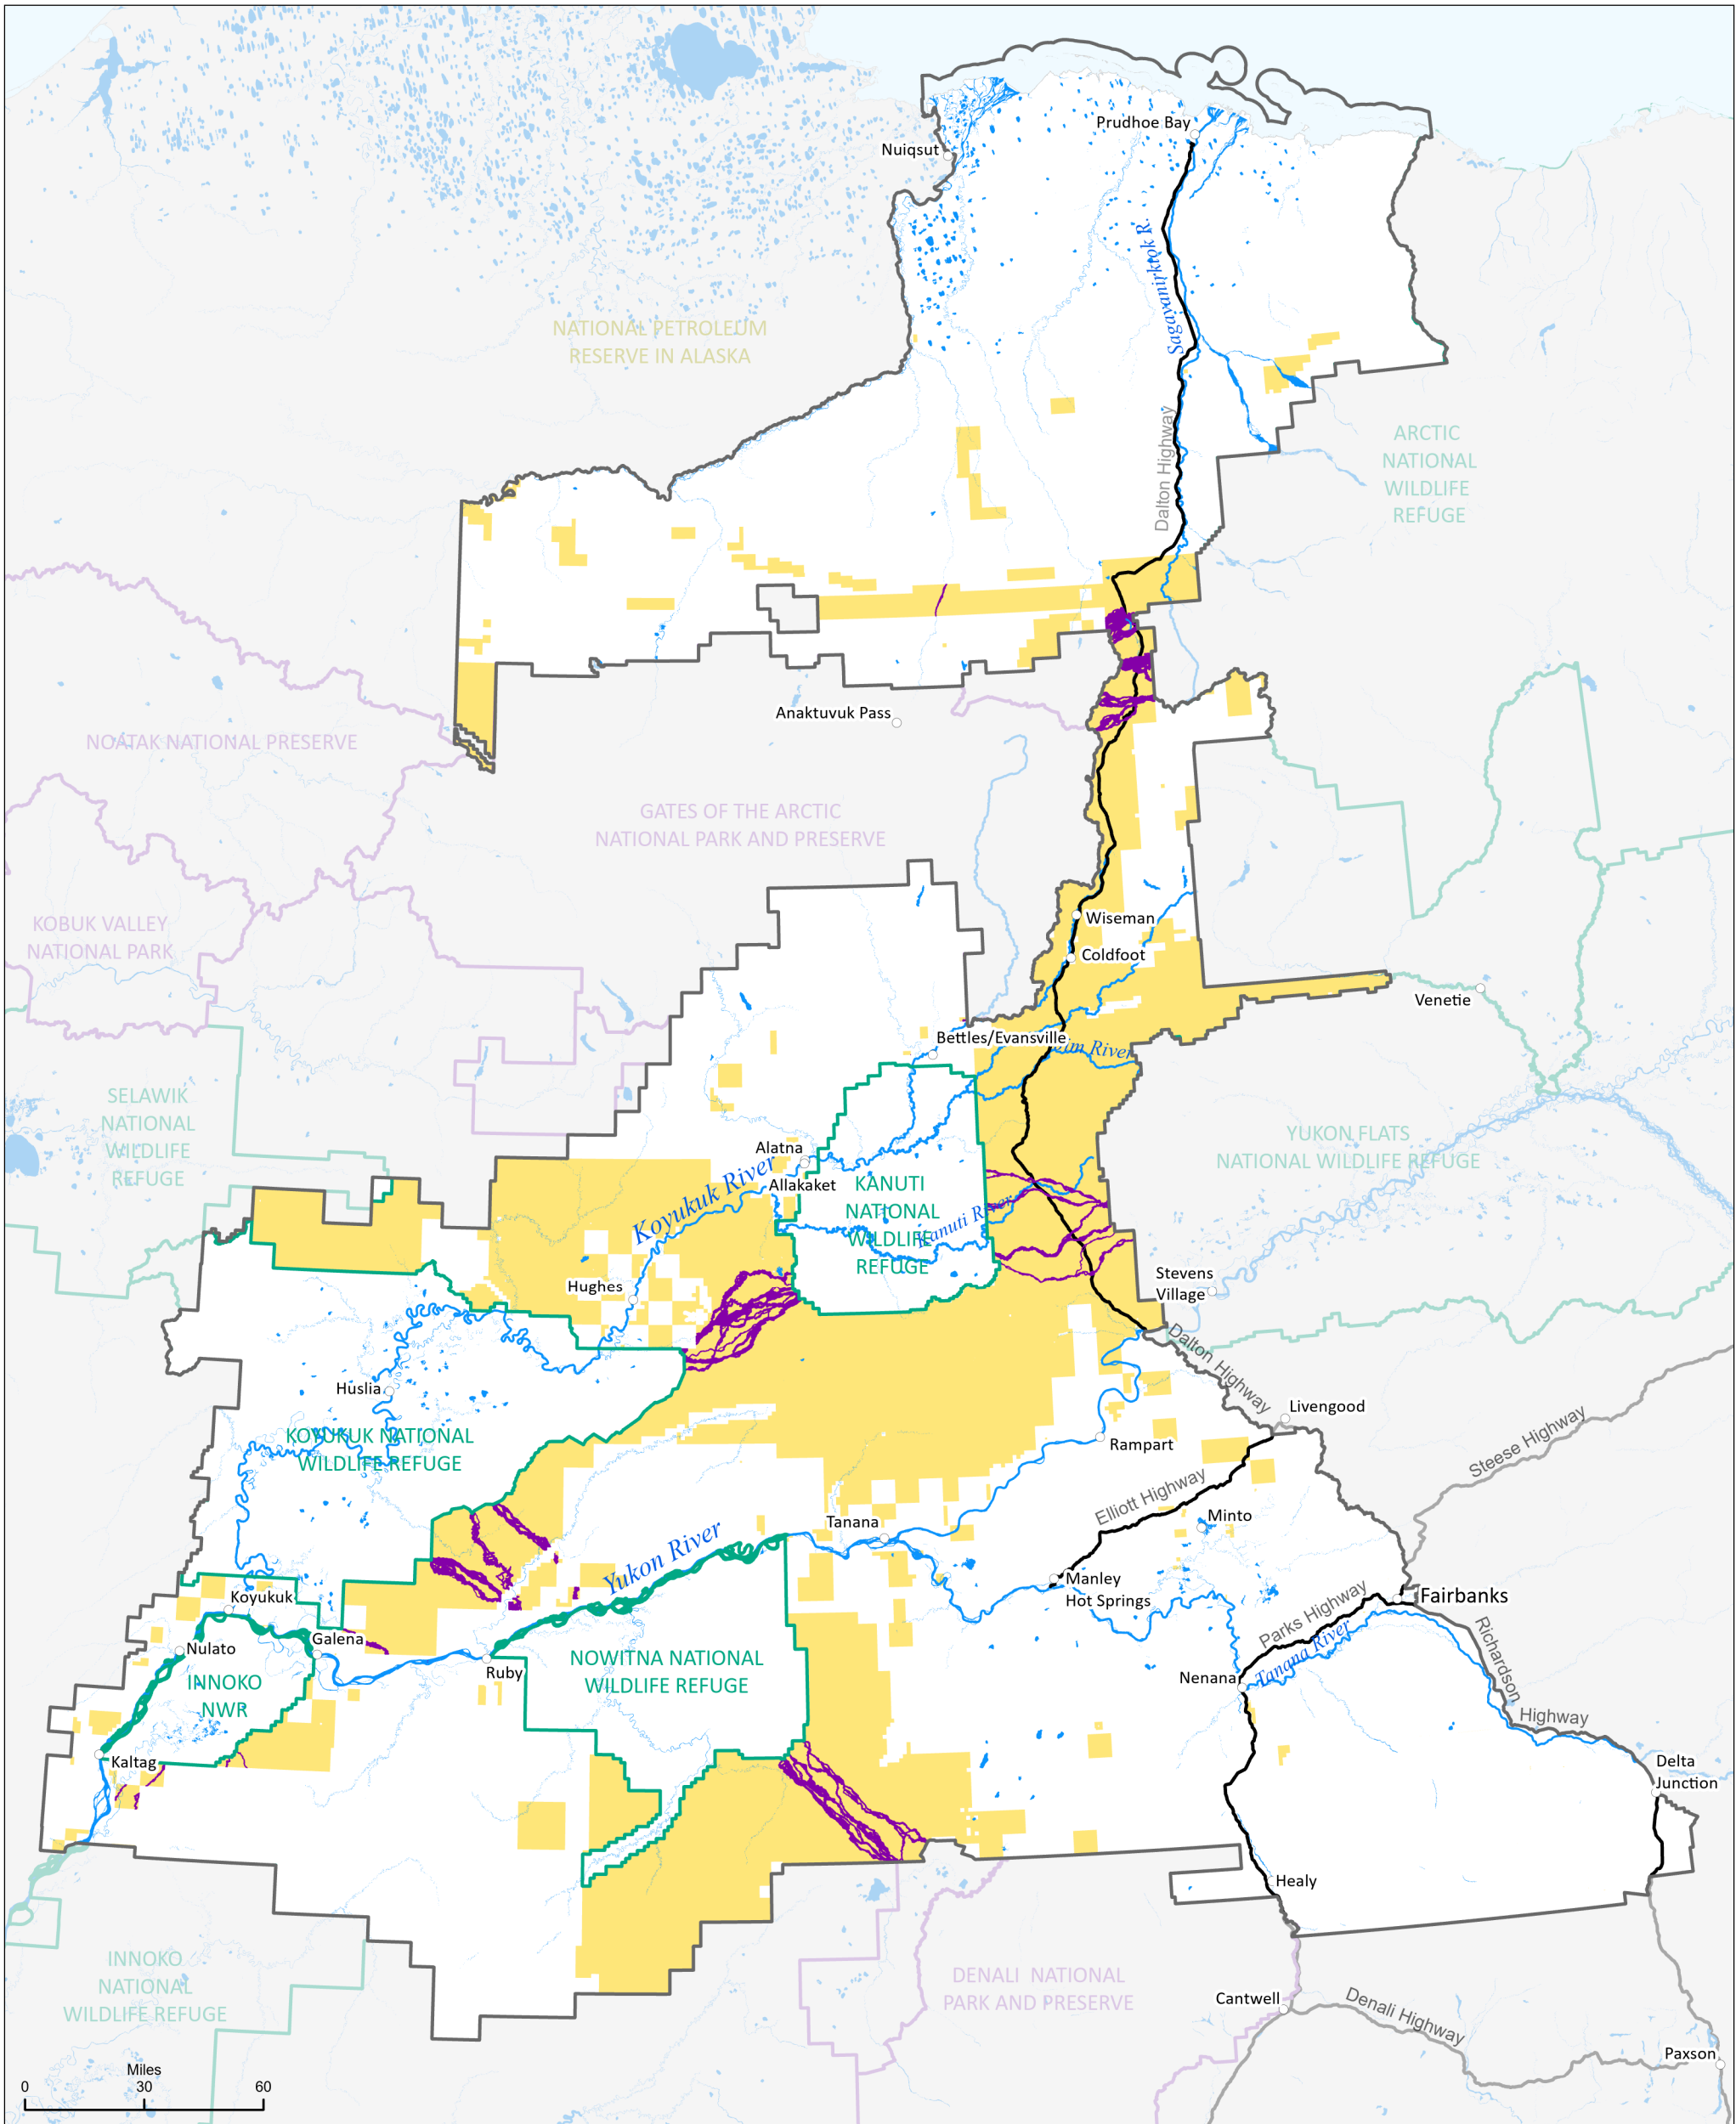 Prudhoe Bay
Nuiqsut
Sagavanirktok R.
NATIONAL PETROLEUM
RESERVE IN ALASKA
Dalton Highway
ARCTIC
NATIONAL
WILDLIFE
REFUGE
Anaktuvuk Pass
NOATAK NATIONAL PRESERVE
GATES OF THE ARCTIC
NATIONAL PARK AND PRESERVE
KOBUK VALLEY
NATIONAL PARK
Wiseman
Coldfoot
Venetie
Bettles/Evansville
River
SELAWIK
NATIONAL
WILDLIFE
REFUGE
YUKON FLATS
NATIONAL WILDLIFE REFUGE
Alatna
Allakaket
Koyukuk River
KANUTI
NATIONAL
WILDLIFE
REFUGE
Kanuti River
Hughes
Stevens
Village
Dalton Highway
Huslia
Livengood
KOYUKUK NATIONAL
WILDLIFE REFUGE
Rampart
Steese Highway
Elliott Highway
Minto
Tanana
Yukon River
Manley
Hot Springs
Koyukuk
Parks Highway
Fairbanks
Galena
Nulato
Ruby
NOWITNA NATIONAL
WILDLIFE REFUGE
INNOKO
NWR
Nenana
Tanana River
Richardson
Highway
Kaltag
Delta
Junction
Healy
INNOKO
NATIONAL
WILDLIFE REFUGE
DENALI NATIONAL
PARK AND PRESERVE
Cantwell
Denali Highway
Paxson
Miles
0 30 60